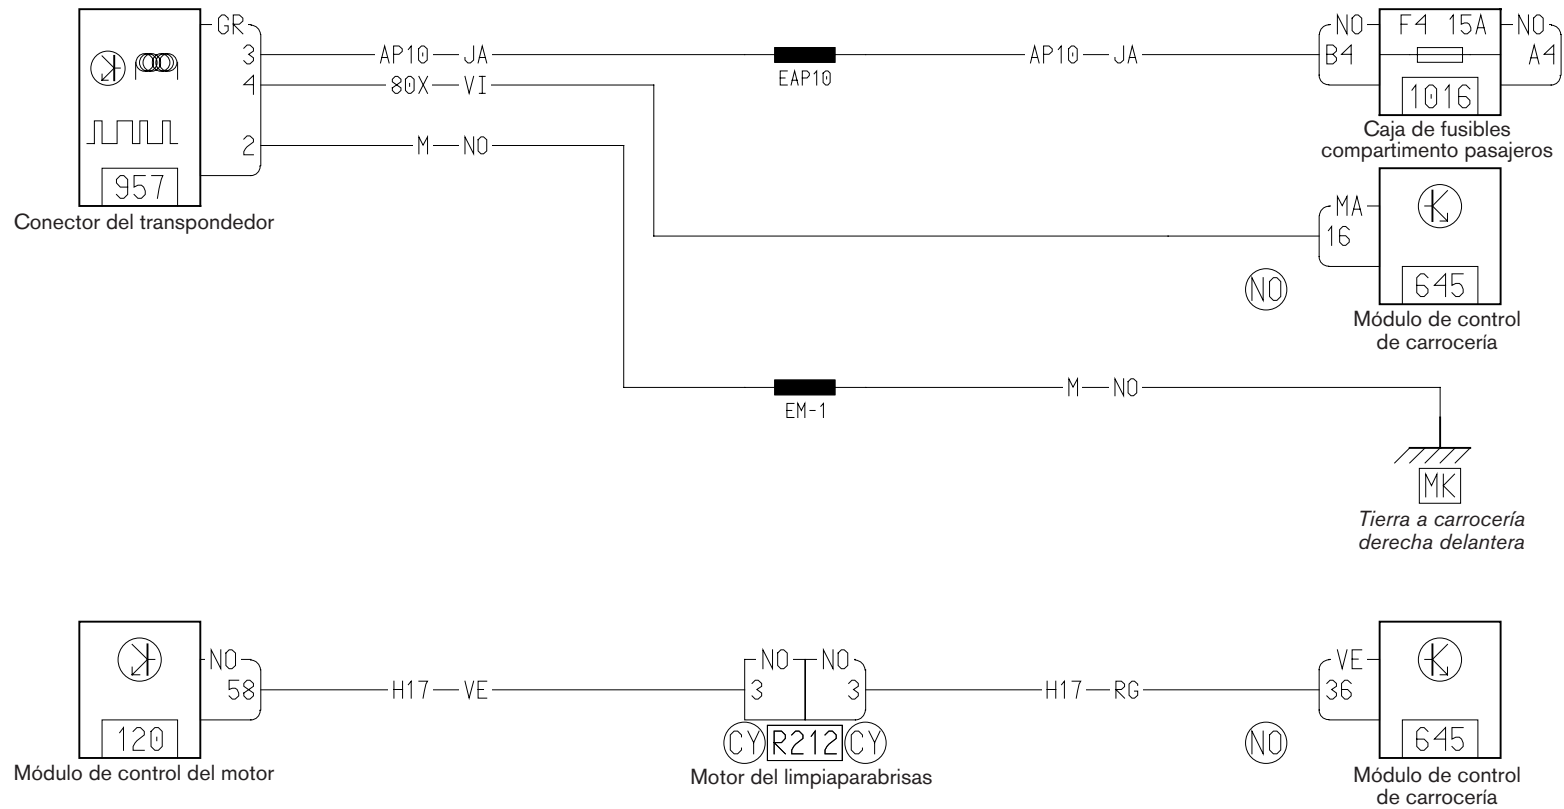 GR
3
AP10 JA
EAP10
AP10 JA
NO
B4
F4 15A
NO
A4
1016
Caja de fusibles
compartimento pasajeros
4
80X VI
2
M NO
957
Conector del transpondedor
MA
16
NO
645
Módulo de control
de carrocería
EM-1
M NO
MK
Tierra a carrocería
derecha delantera
NO
58
120
Módulo de control del motor
H17 VE
NO
3
NO
3
CY R212 CY
Motor del limpiaparabrisas
H17 RG
VE
36
NO
645
Módulo de control
de carrocería